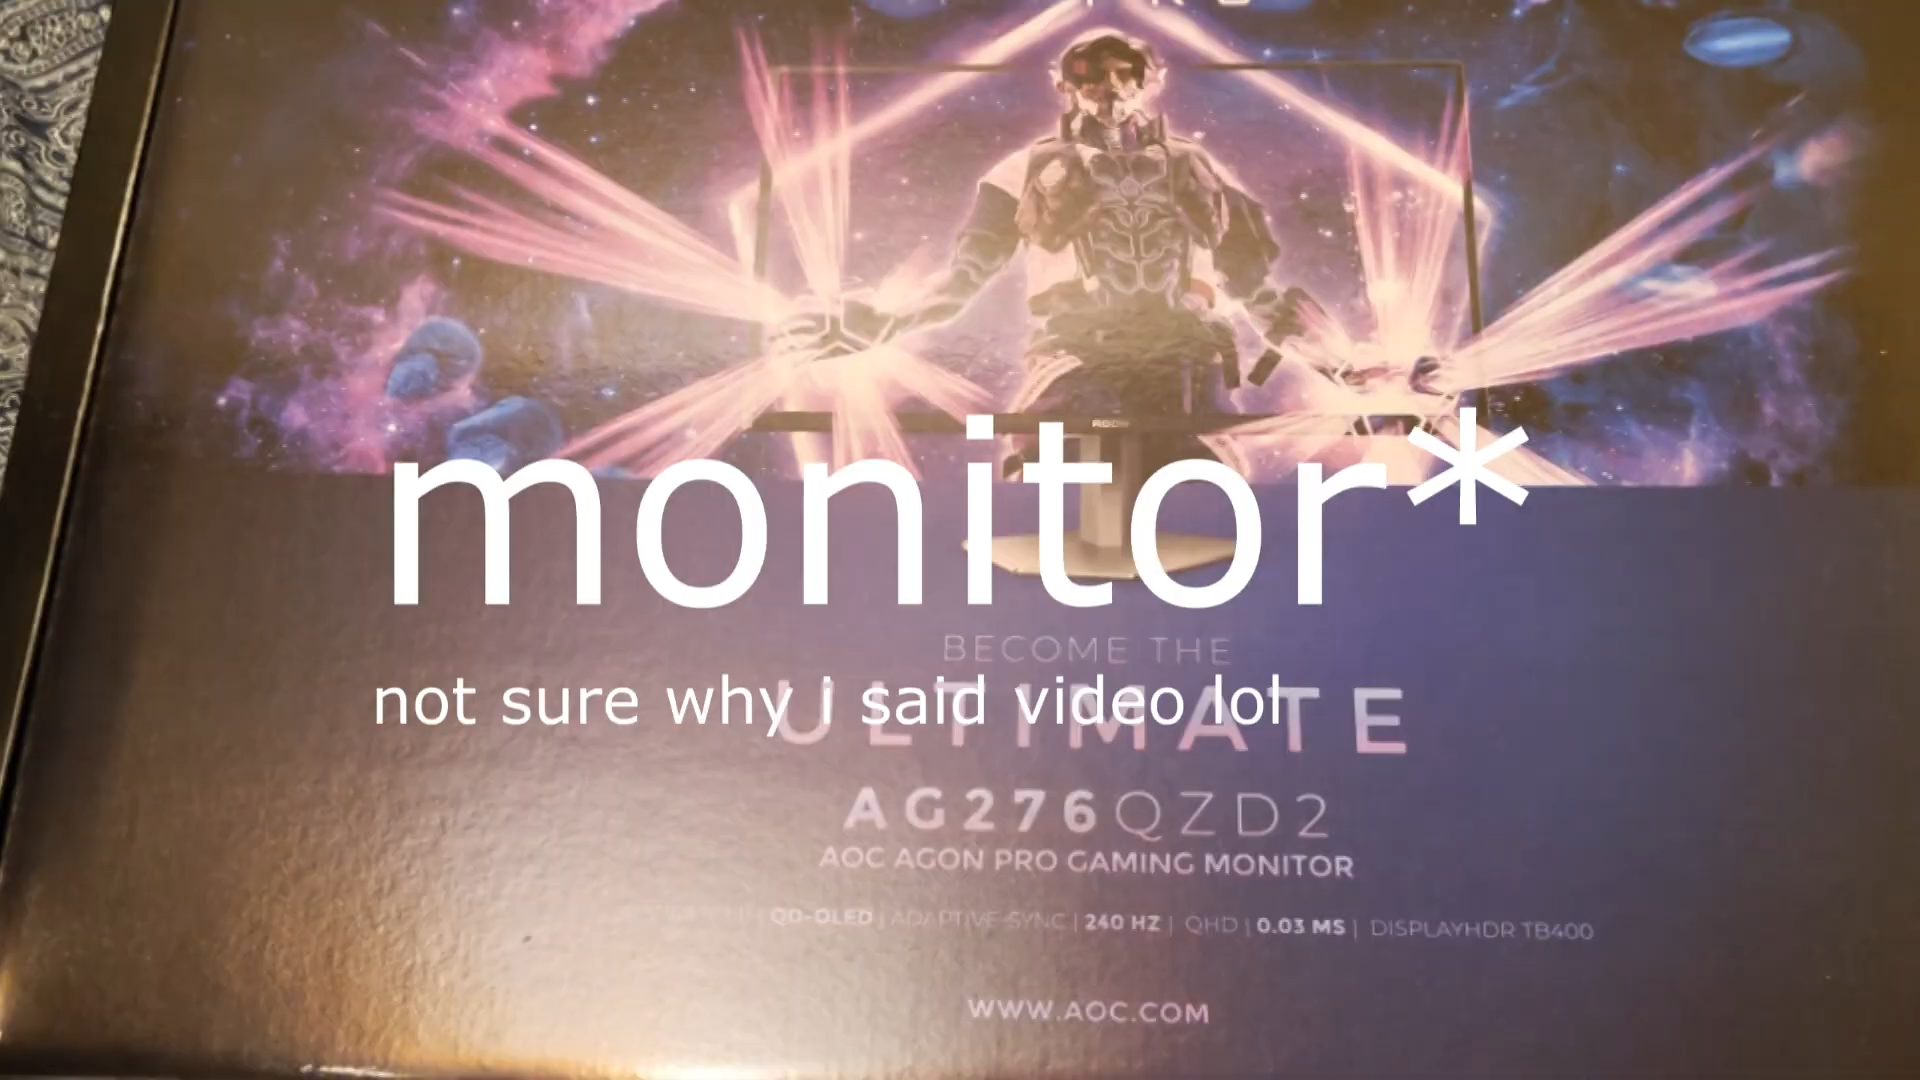 AGON
monitor*
BECOME THE
not sure why i said video lol
ULTIMATE
AG276QZD2
AOC AGON PRO GAMING MONITOR
QD-OLED | ADAPTIVE-SYNC | 240 HZ | QHD | 0.03 MS | DISPLAYHDR TB400
WWW.AOC.COM